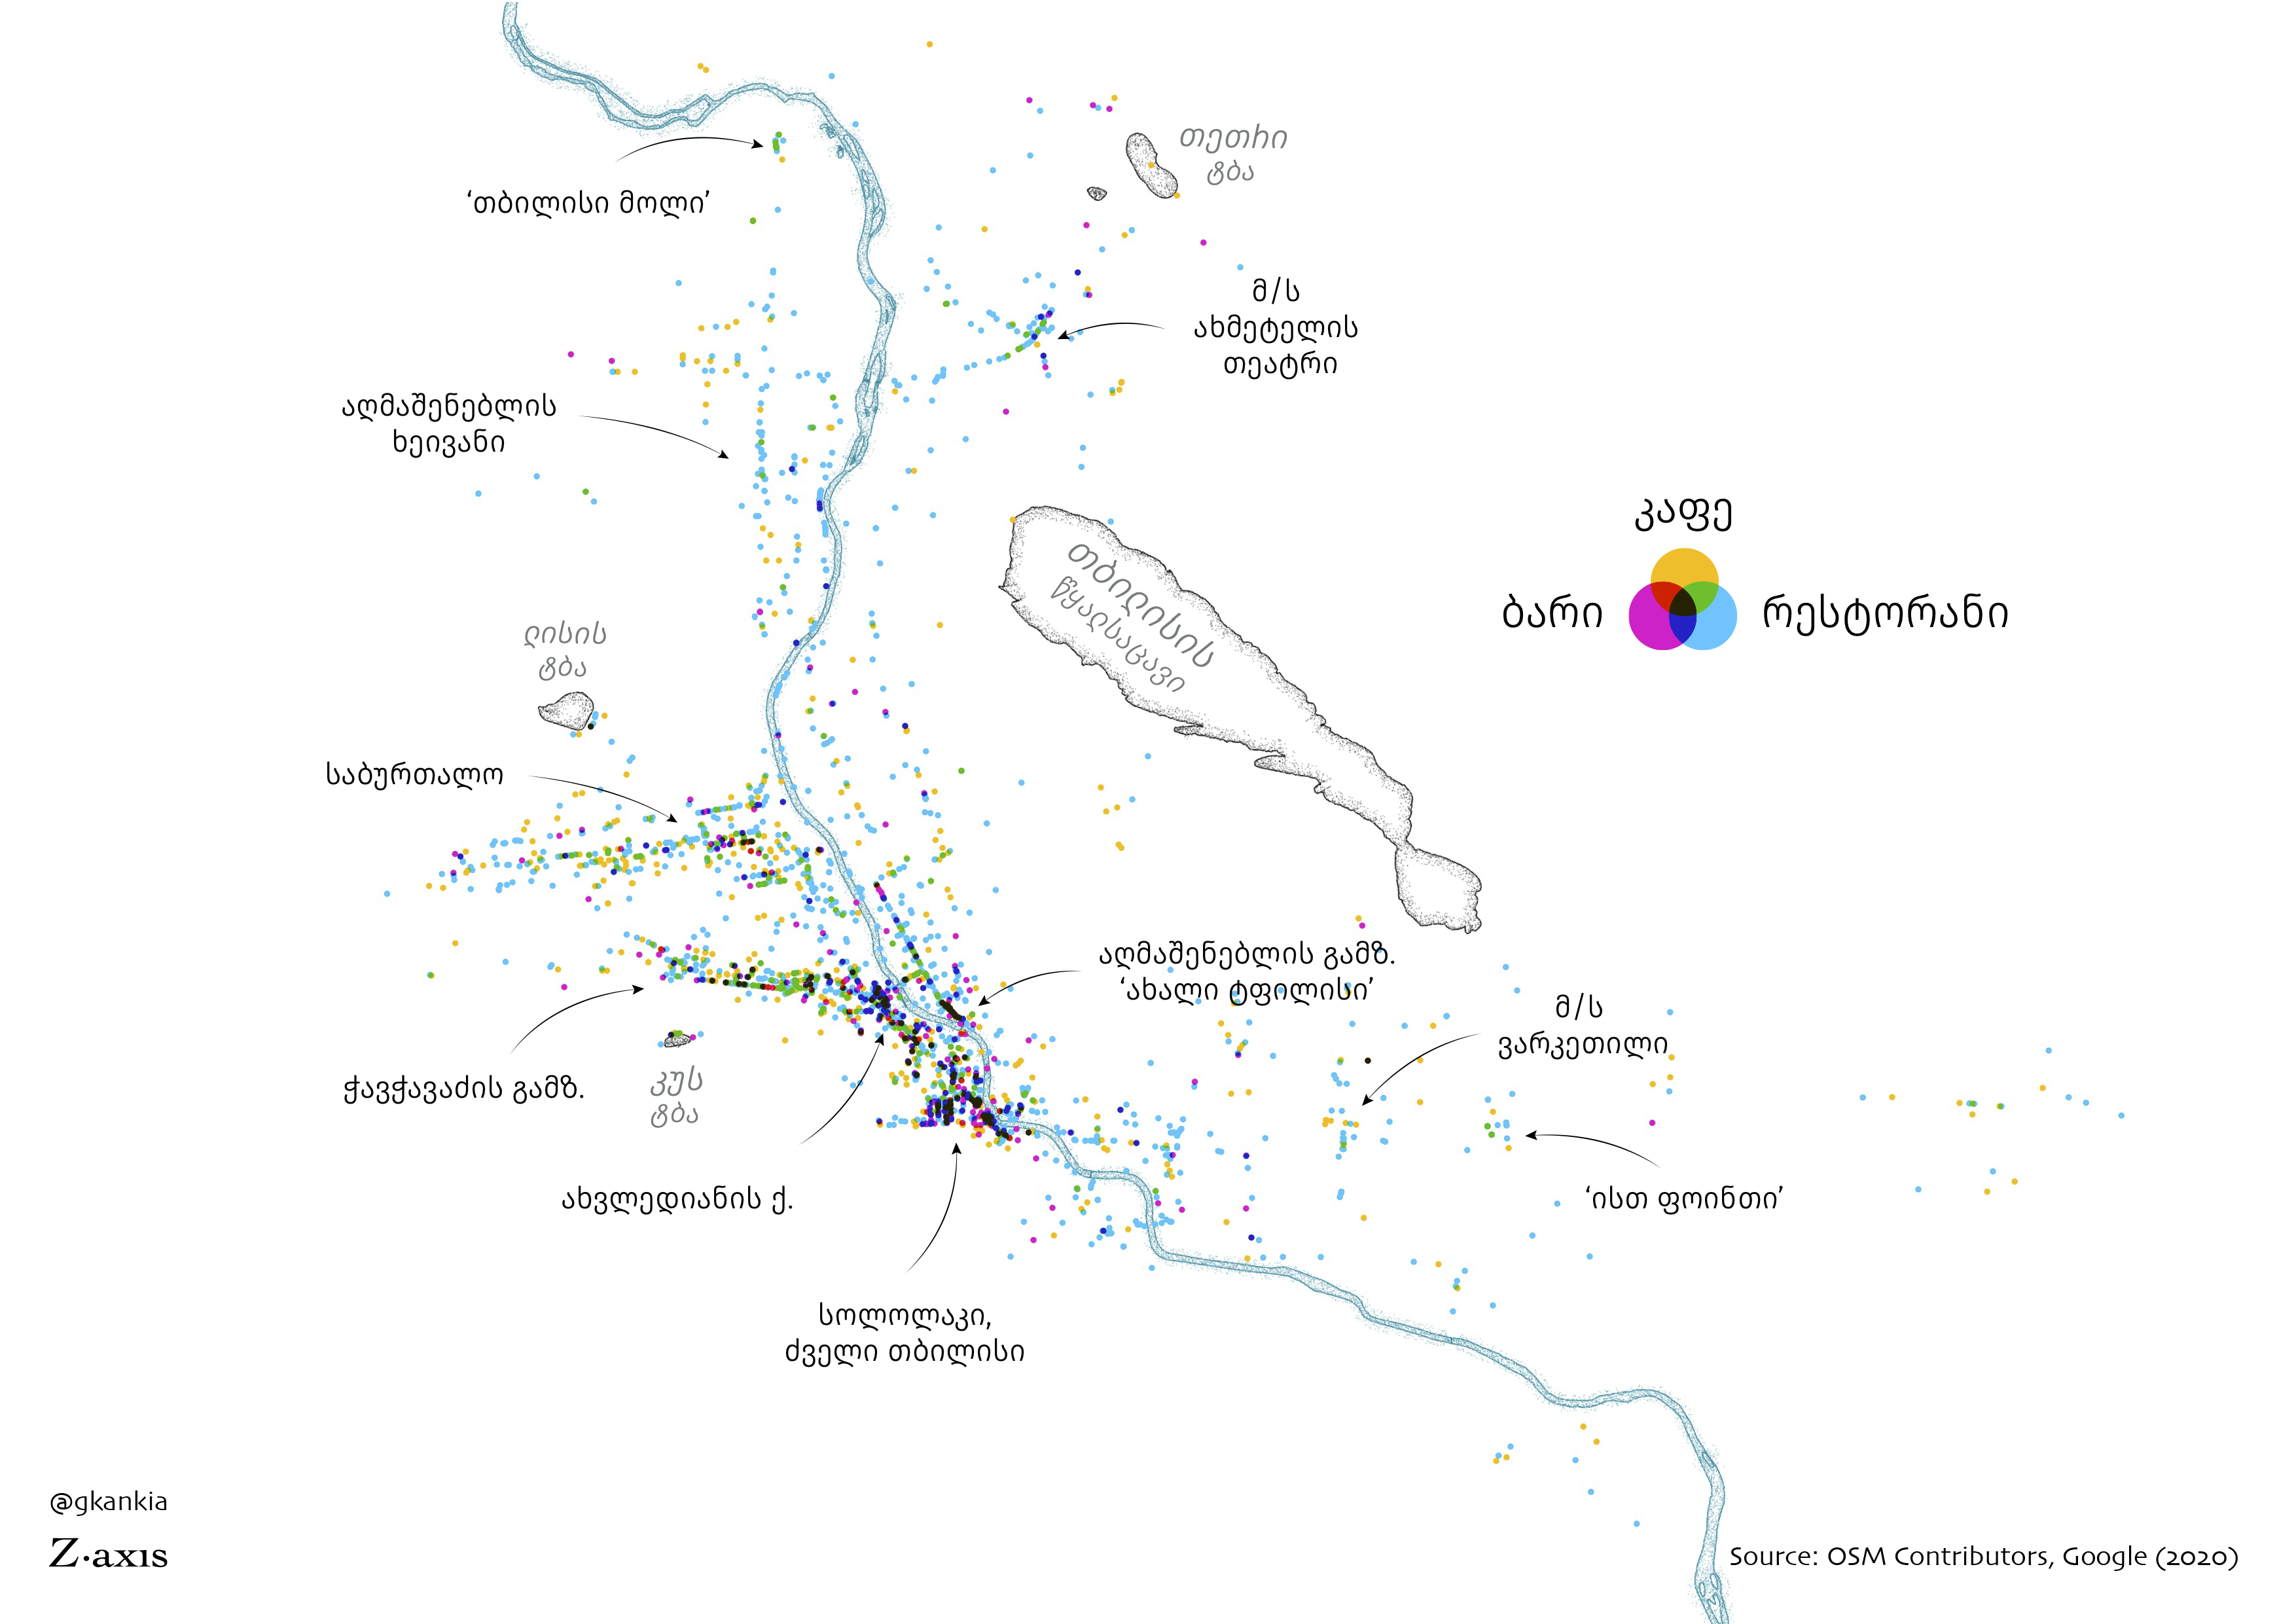 თეთრი
ტბა
‘თბილისი მოლი’
მ/ს
ახმეტელის
თეატრი
აღმაშენებლის
ხეივანი
კაფე
ბარი
რესტორანი
თბილისის
წყალსაცავი
ლისის
ტბა
საბურთალო
აღმაშენებლის გამზ.
‘ახალი ტფილისი’
მ/ს
ვარკეთილი
ჭავჭავაძის გამზ.
კუს
ტბა
ახვლედიანის ქ.
‘ისთ ფოინთი’
სოლოლაკი,
ძველი თბილისი
@gkankia
Z·axis
Source: OSM Contributors, Google (2020)